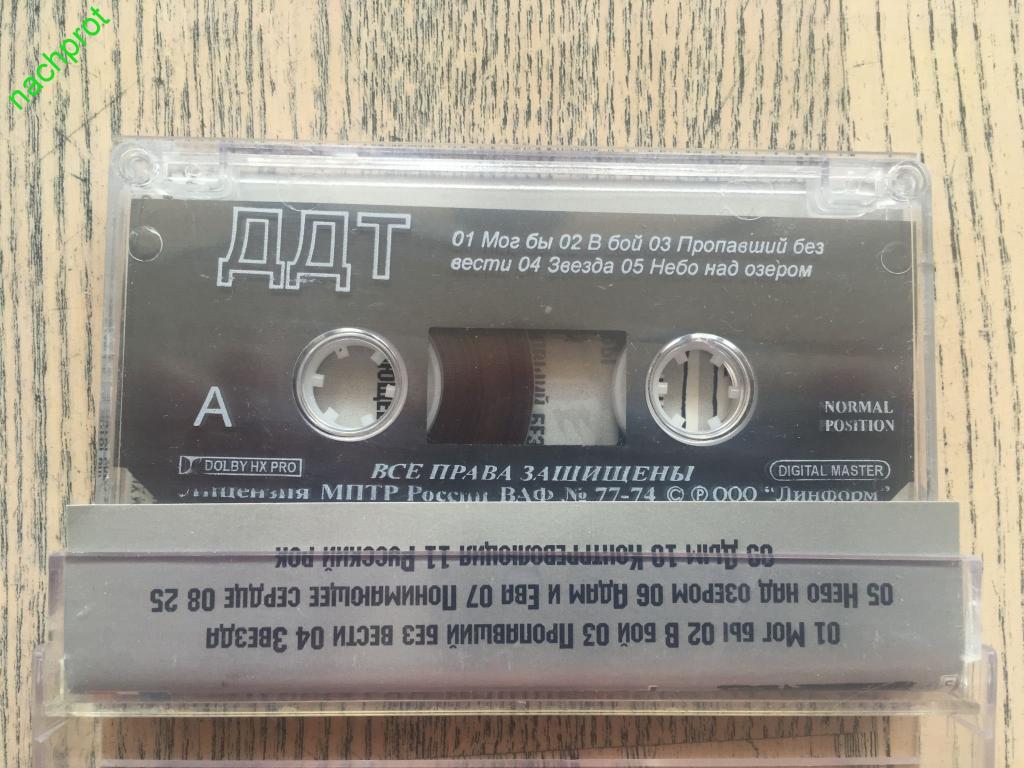 nachprot
ДДТ
01 Мог бы 02 В бой 03 Пропавший без
вести 04 Звезда 05 Небо над озером
A
NORMAL
POSITION
DOLBY HX PRO
ВСЕ ПРАВА ЗАЩИЩЕНЫ
DIGITAL MASTER
Лицензия МПТР России ВАФ № 77-74 © ℗ ООО "Линформ"
01 Мог бы 02 В бой 03 Пропавший без вести 04 Звезда
05 Небо над озером 06 Адам и Ева 07 Понимающее сердце 08 25
09 Дым 10 Контрреволюция 11 Русский рок